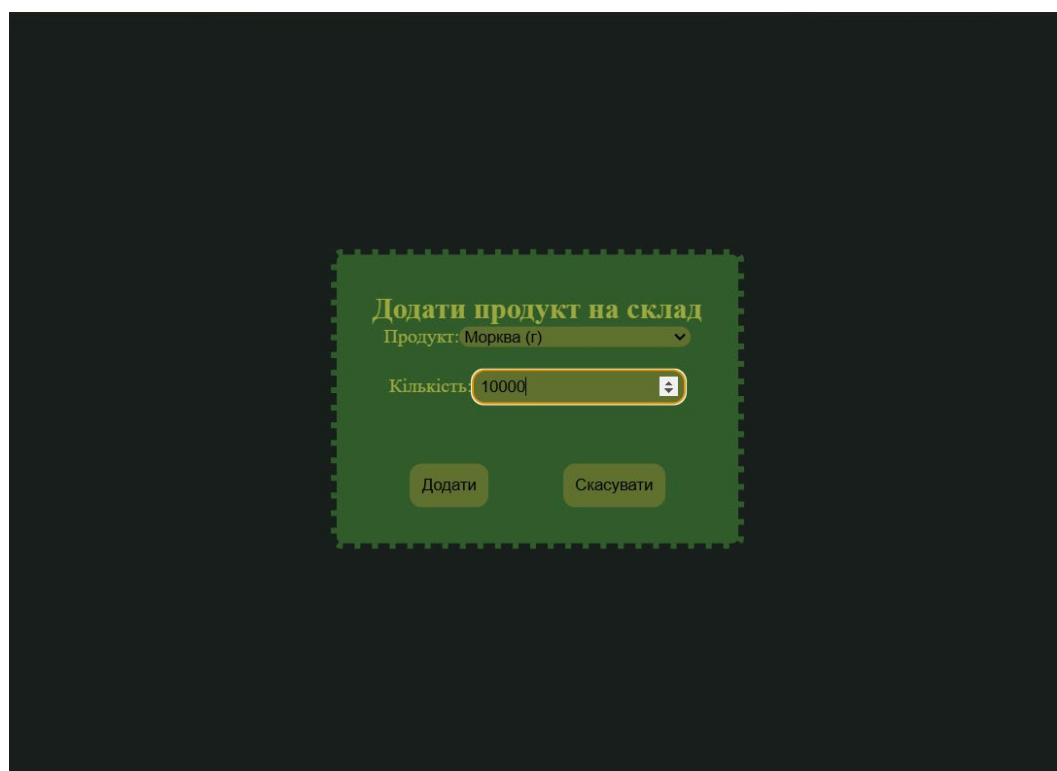 Додати продукт на склад
Продукт: Морква (г)
Кількість: 10000
Додати Скасувати